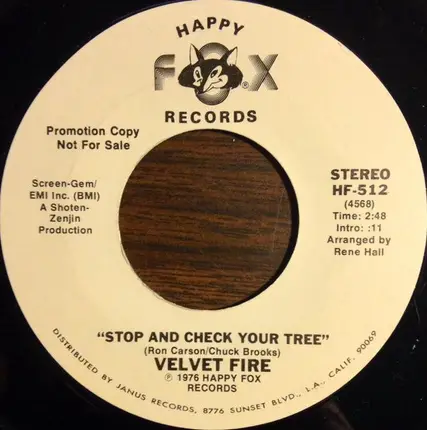 HAPPY
FOX
RECORDS
Promotion Copy
Not For Sale
Screen-Gem/
EMI Inc. (BMI)
A Shoten-
Zenjin
Production
STEREO
HF-512
(4568)
Time: 2:48
Intro: :11
Arranged by
Rene Hall
"STOP AND CHECK YOUR TREE"
(Ron Carson/Chuck Brooks)
VELVET FIRE
℗ 1976 HAPPY FOX
RECORDS
DISTRIBUTED BY JANUS RECORDS, 8776 SUNSET BLVD., L.A., CALIF. 90069